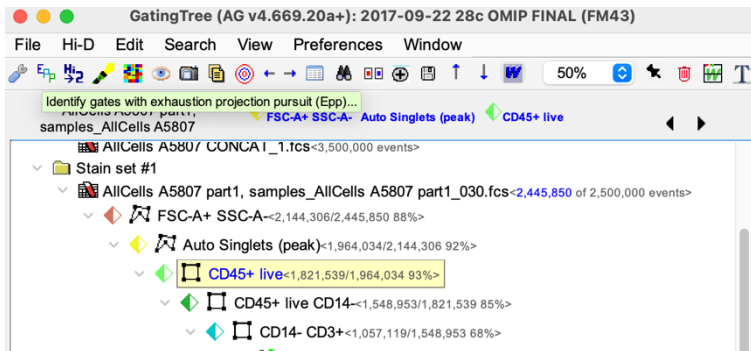 GatingTree (AG v4.669.20a+): 2017-09-22 28c OMIP FINAL (FM43)
File Hi-D Edit Search View Preferences Window
50%
Identify gates with exhaustion projection pursuit (Epp)...
samples_AllCells A5807
FSC-A+ SSC-A- Auto Singlets (peak) CD45+ live
AllCells A5807 CONCAT_1.fcs<3,500,000 events>
Stain set #1
AllCells A5807 part1, samples_AllCells A5807 part1_030.fcs<2,445,850 of 2,500,000 events>
FSC-A+ SSC-A-<2,144,306/2,445,850 88%>
Auto Singlets (peak)<1,964,034/2,144,306 92%>
CD45+ live<1,821,539/1,964,034 93%>
CD45+ live CD14-<1,548,953/1,821,539 85%>
CD14- CD3+<1,057,119/1,548,953 68%>